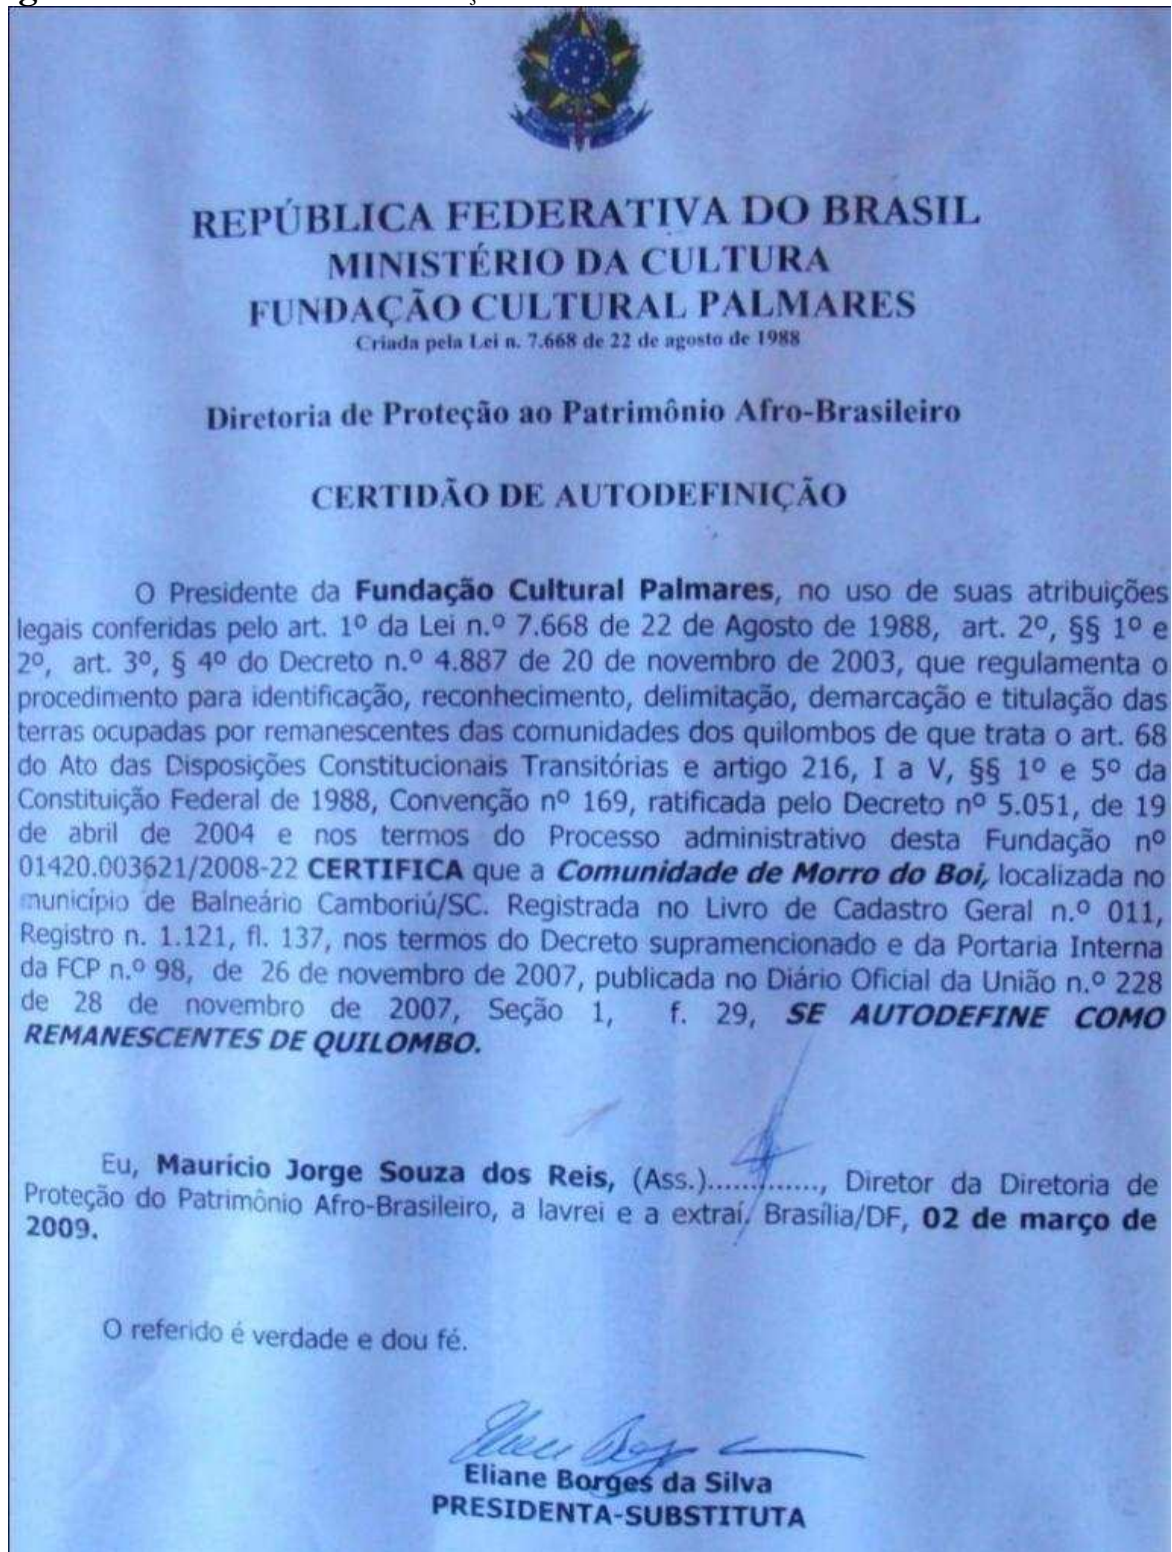 REPÚBLICA FEDERATIVA DO BRASIL
MINISTÉRIO DA CULTURA
FUNDAÇÃO CULTURAL PALMARES
Criada pela Lei n. 7.668 de 22 de agosto de 1988
Diretoria de Proteção ao Patrimônio Afro-Brasileiro
CERTIDÃO DE AUTODEFINIÇÃO
O Presidente da Fundação Cultural Palmares, no uso de suas atribuições
legais conferidas pelo art. 1º da Lei n.º 7.668 de 22 de Agosto de 1988, art. 2º, §§ 1º e
2º, art. 3º, § 4º do Decreto n.º 4.887 de 20 de novembro de 2003, que regulamenta o
procedimento para identificação, reconhecimento, delimitação, demarcação e titulação das
terras ocupadas por remanescentes das comunidades dos quilombos de que trata o art. 68
do Ato das Disposições Constitucionais Transitórias e artigo 216, I a V, §§ 1º e 5º da
Constituição Federal de 1988, Convenção nº 169, ratificada pelo Decreto nº 5.051, de 19
de abril de 2004 e nos termos do Processo administrativo desta Fundação nº
01420.003621/2008-22 CERTIFICA que a Comunidade de Morro do Boi, localizada no
município de Balneário Camboriú/SC. Registrada no Livro de Cadastro Geral n.º 011,
Registro n. 1.121, fl. 137, nos termos do Decreto supramencionado e da Portaria Interna
da FCP n.º 98, de 26 de novembro de 2007, publicada no Diário Oficial da União n.º 228
de 28 de novembro de 2007, Seção 1, f. 29, SE AUTODEFINE COMO
REMANESCENTES DE QUILOMBO.
Eu, Maurício Jorge Souza dos Reis, (Ass.)............., Diretor da Diretoria de
Proteção do Patrimônio Afro-Brasileiro, a lavrei e a extraí. Brasília/DF, 02 de março de
2009.
O referido é verdade e dou fé.
Eliane Borges da Silva
PRESIDENTA-SUBSTITUTA